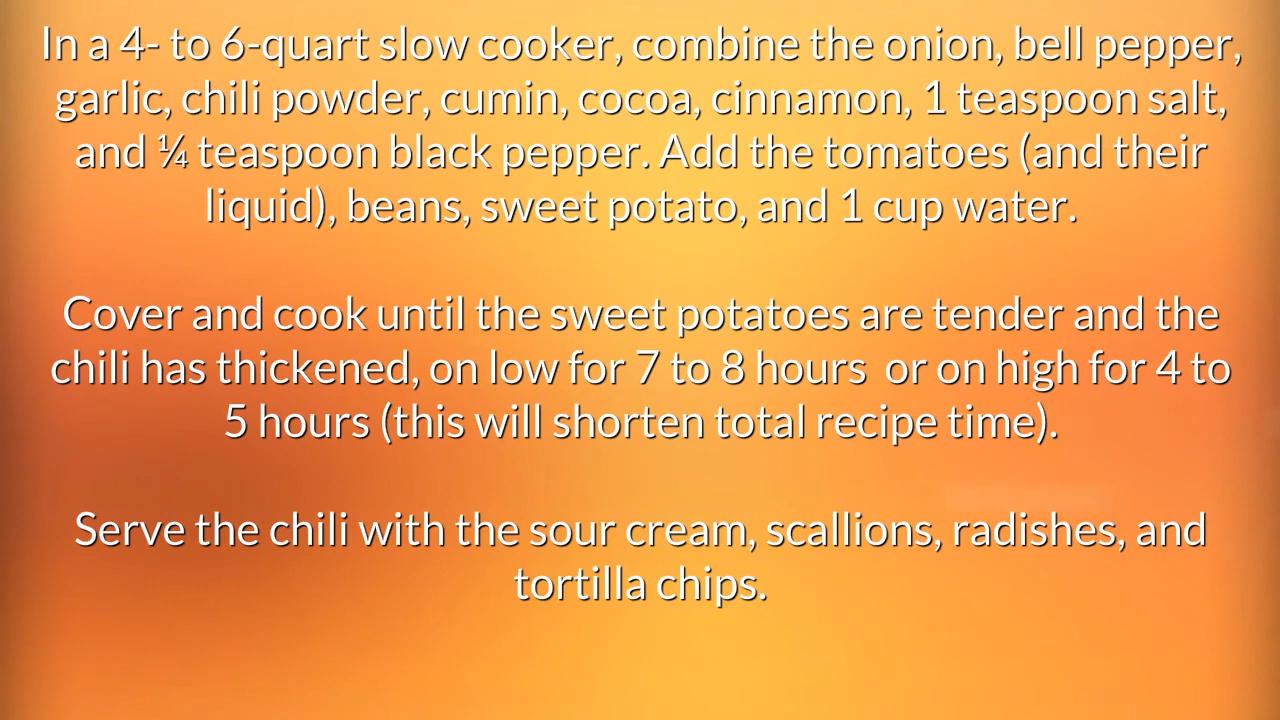 In a 4- to 6-quart slow cooker, combine the onion, bell pepper,
garlic, chili powder, cumin, cocoa, cinnamon, 1 teaspoon salt,
and ¼ teaspoon black pepper. Add the tomatoes (and their
liquid), beans, sweet potato, and 1 cup water.
Cover and cook until the sweet potatoes are tender and the
chili has thickened, on low for 7 to 8 hours  or on high for 4 to
5 hours (this will shorten total recipe time).
Serve the chili with the sour cream, scallions, radishes, and
tortilla chips.